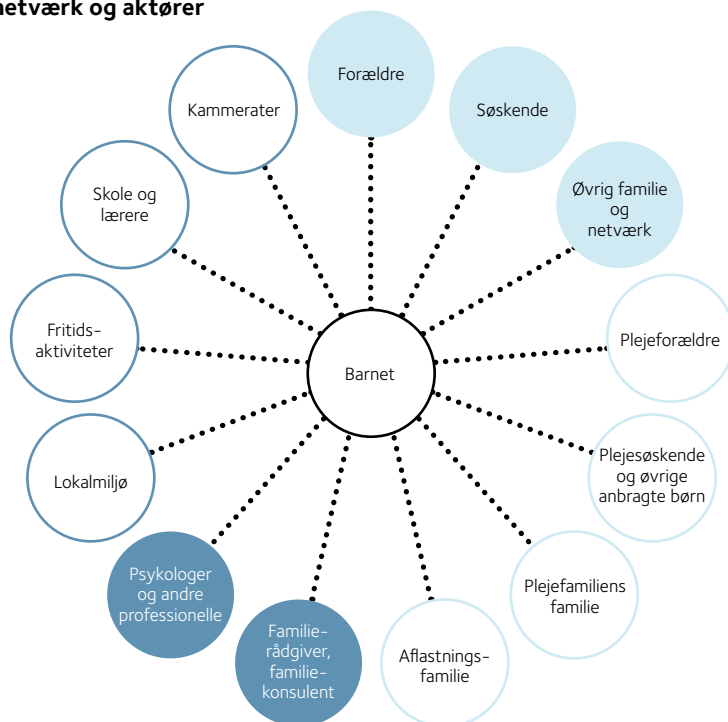 netværk og aktører
Forældre
Søskende
Øvrig familie
og
netværk
Plejeforældre
Plejesøskende
og øvrige
anbragte børn
Plejefamiliens
familie
Aflastnings-
familie
Familie-
rådgiver,
familie-
konsulent
Psykologer
og andre
professionelle
Lokalmiljø
Fritids-
aktiviteter
Skole og
lærere
Kammerater
Barnet